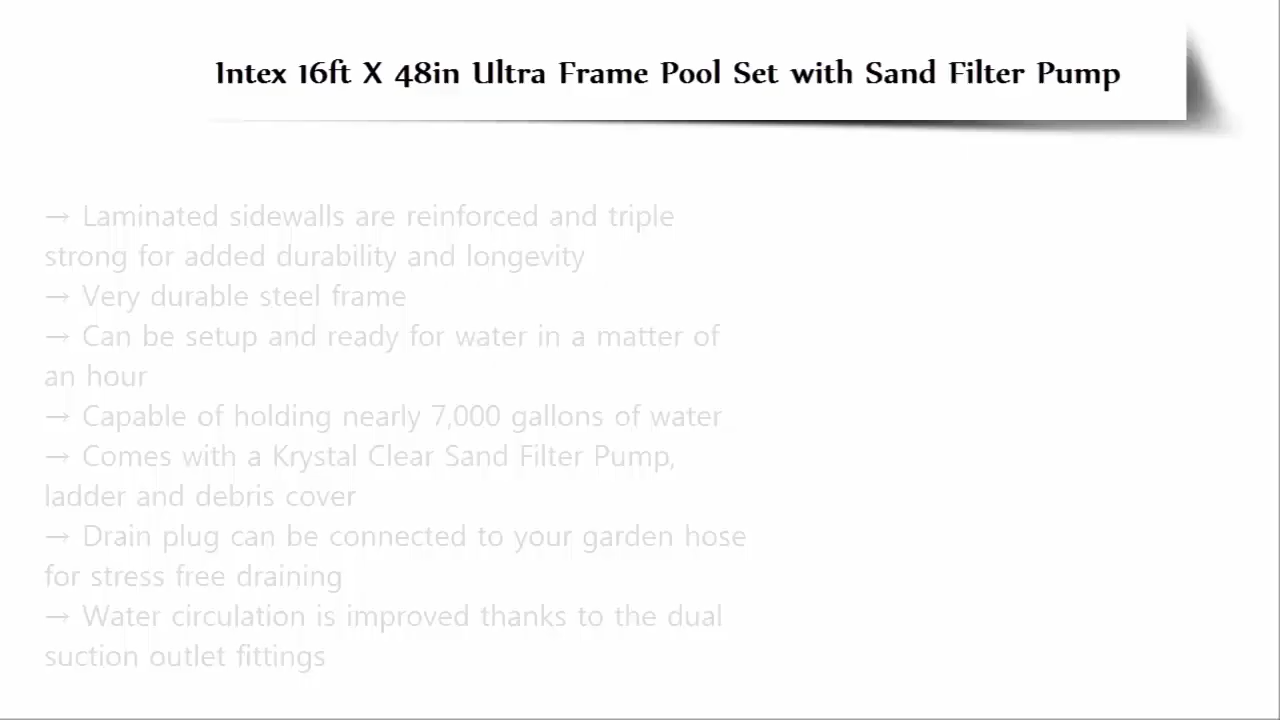 Intex 16ft X 48in Ultra Frame Pool Set with Sand Filter Pump
→ Laminated sidewalls are reinforced and triple
strong for added durability and longevity
→ Very durable steel frame
→ Can be setup and ready for water in a matter of
an hour
→ Capable of holding nearly 7,000 gallons of water
→ Comes with a Krystal Clear Sand Filter Pump,
ladder and debris cover
→ Drain plug can be connected to your garden hose
for stress free draining
→ Water circulation is improved thanks to the dual
suction outlet fittings